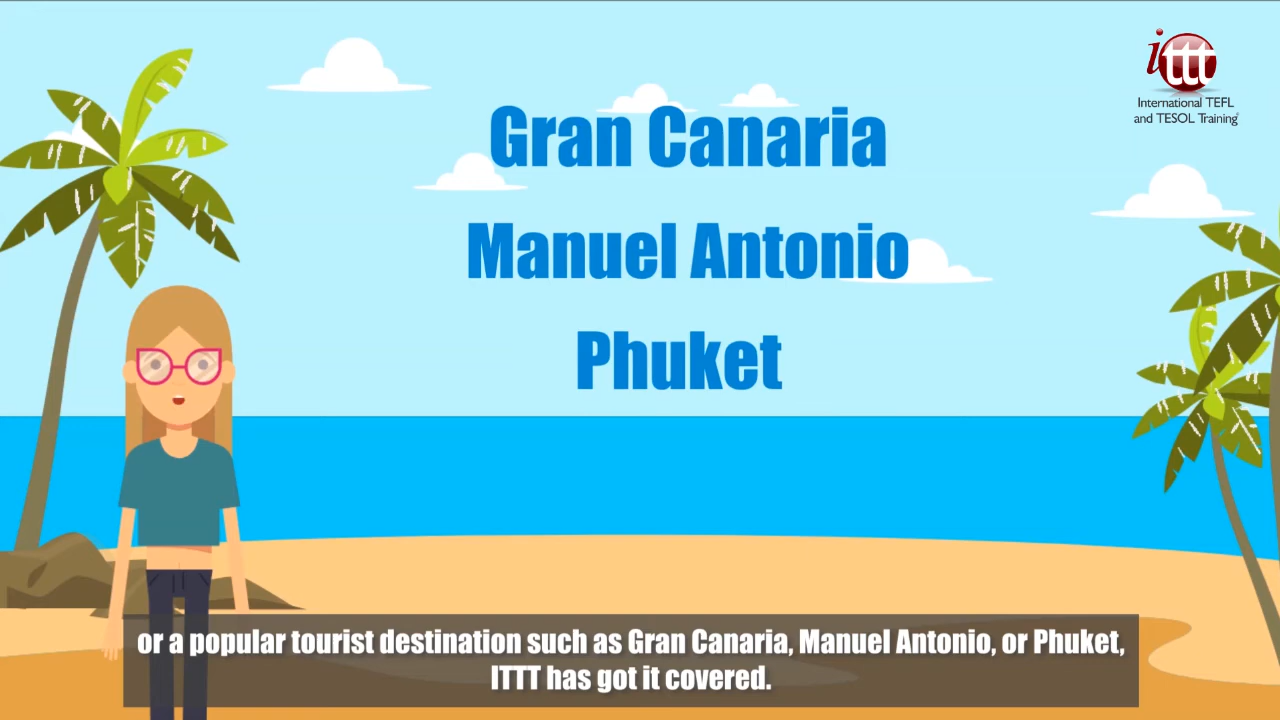 ittt
International TEFL
and TESOL Training
Gran Canaria
Manuel Antonio
Phuket
or a popular tourist destination such as Gran Canaria, Manuel Antonio, or Phuket,
ITTT has got it covered.